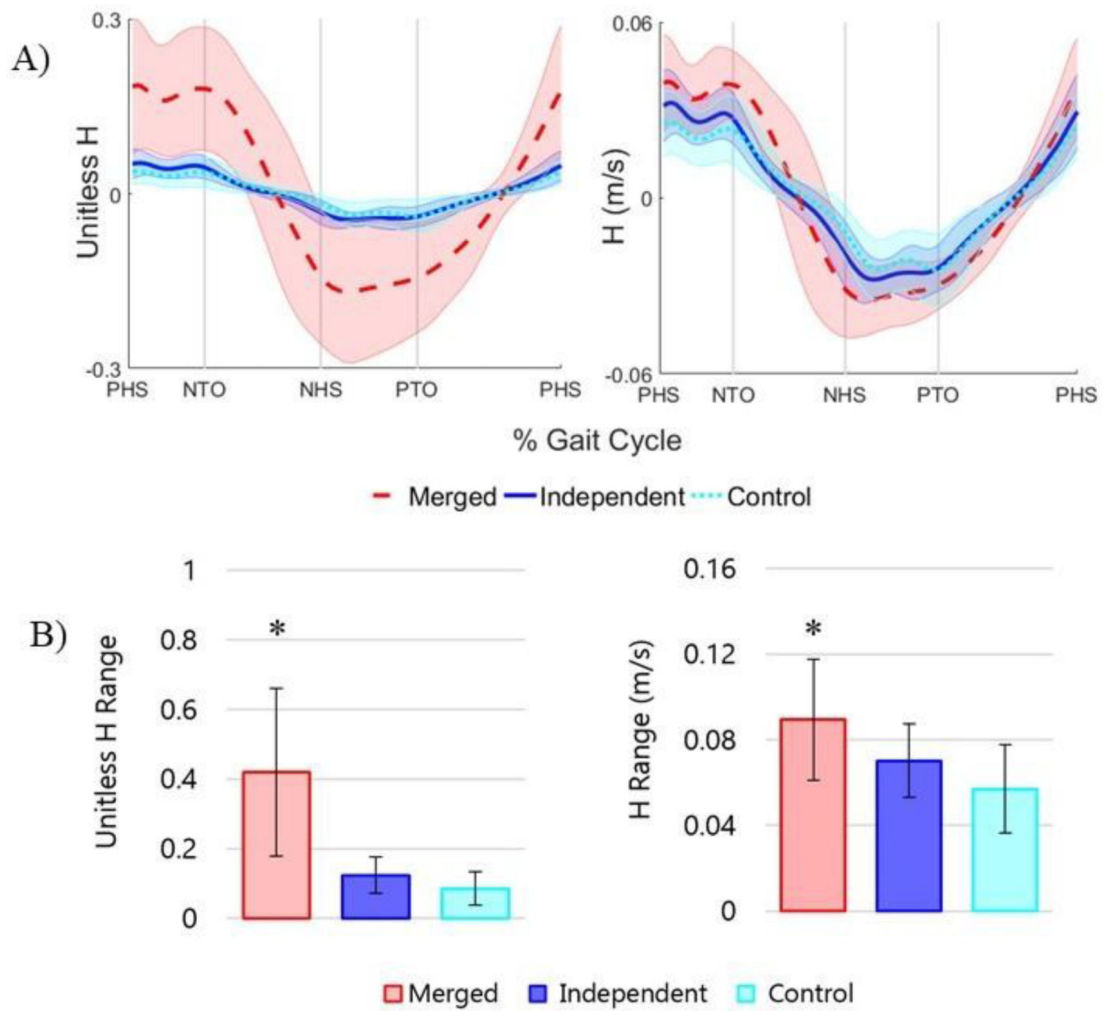 A)
Unitless H
0.3
0
-0.3
PHS NTO NHS PTO PHS
H (m/s)
0.06
0
-0.06
PHS NTO NHS PTO PHS
% Gait Cycle
Merged Independent Control
B)
Unitless H Range
1
0.8
0.6
0.4
0.2
0
*
H Range (m/s)
0.16
0.12
0.08
0.04
0
*
Merged Independent Control